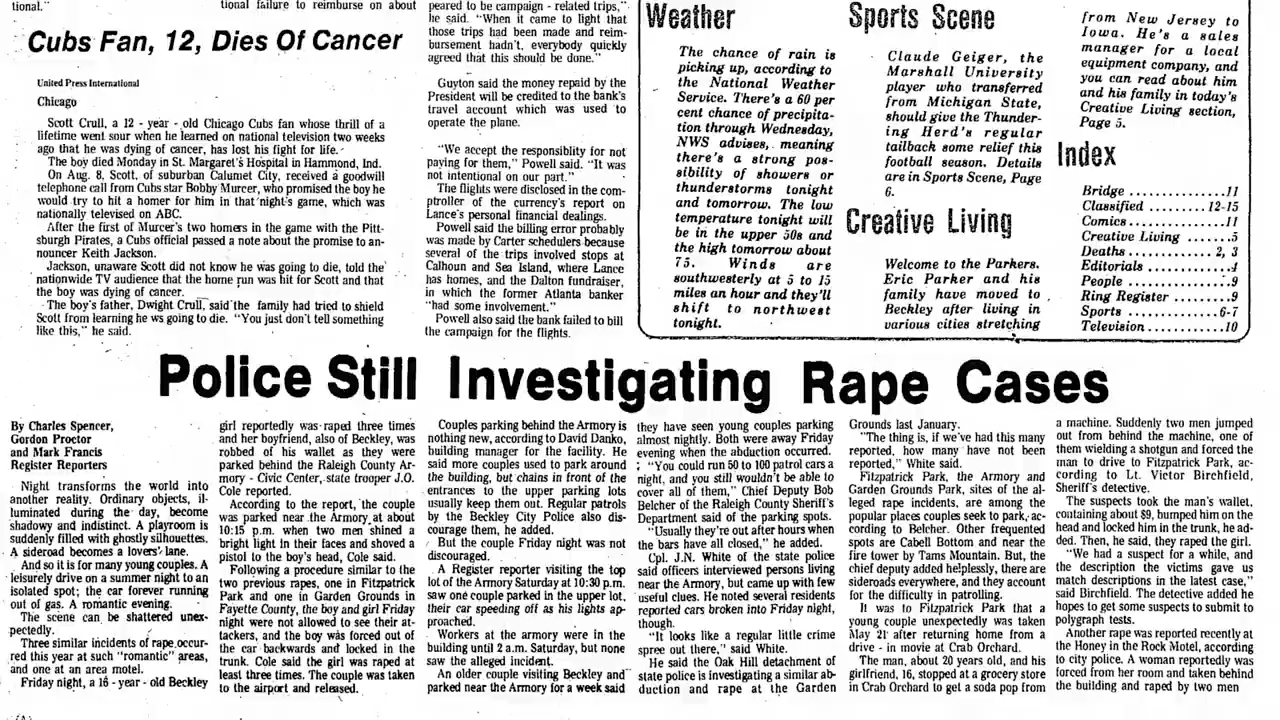 tional."
tional failure to reimburse on about
Cubs Fan, 12, Dies Of Cancer
United Press International
Chicago
Scott Crull, a 12 - year - old Chicago Cubs fan whose thrill of a
lifetime went sour when he learned on national television two weeks
ago that he was dying of cancer, has lost his fight for life.
The boy died Monday in St. Margaret's Hospital in Hammond, Ind.
On Aug. 8, Scott, of suburban Calumet City, received a goodwill
telephone call from Cubs star Bobby Murcer, who promised the boy he
would try to hit a homer for him in that night's game, which was
nationally televised on ABC.
After the first of Murcer's two homers in the game with the Pitt-
sburgh Pirates, a Cubs official passed a note about the promise to an-
nouncer Keith Jackson.
Jackson, unaware Scott did not know he was going to die, told the
nationwide TV audience that the home run was hit for Scott and that
the boy was dying of cancer.
The boy's father, Dwight Crull, said the family had tried to shield
Scott from learning he ws going to die. "You just don't tell something
like this," he said.
peared to be campaign - related trips,"
he said. "When it came to light that
those trips had been made and reim-
bursement hadn't, everybody quickly
agreed that this should be done."
Guyton said the money repaid by the
President will be credited to the bank's
travel account which was used to
operate the plane.
"We accept the responsiblity for not
paying for them," Powell said. "It was
not intentional on our part."
The flights were disclosed in the com-
ptroller of the currency's report on
Lance's personal financial dealings.
Powell said the billing error probably
was made by Carter schedulers because
several of the trips involved stops at
Calhoun and Sea Island, where Lance
has homes, and the Dalton fundraiser,
in which the former Atlanta banker
"had some involvement."
Powell also said the bank failed to bill
the campaign for the flights.
Weather
The chance of rain is
picking up, according to
the National Weather
Service. There's a 60 per
cent chance of precipita-
tion through Wednesday,
NWS advises, meaning
there's a strong pos-
sibility of showers or
thunderstorms tonight
and tomorrow. The low
temperature tonight will
be in the upper 50s and
the high tomorrow about
75. Winds are
southwesterly at 5 to 15
miles an hour and they'll
shift to northwest
tonight.
Sports Scene
Claude Geiger, the
Marshall University
player who transferred
from Michigan State,
should give the Thunder-
ing Herd's regular
tailback some relief this
football season. Details
are in Sports Scene, Page
6.
Creative Living
Welcome to the Parkers.
Eric Parker and his
family have moved to
Beckley after living in
various cities stretching
from New Jersey to
Iowa. He's a sales
manager for a local
equipment company, and
you can read about him
and his family in today's
Creative Living section,
Page 5.
Index
Bridge ..............11
Classified .........12-15
Comics...............11
Creative Living .......5
Deaths ............2, 3
Editorials .............4
People ................9
Ring Register .........9
Sports ..............6-7
Television ...........10
Police Still Investigating Rape Cases
By Charles Spencer,
Gordon Proctor
and Mark Francis
Register Reporters
Night transforms the world into
another reality. Ordinary objects, il-
luminated during the day, become
shadowy and indistinct. A playroom is
suddenly filled with ghostly silhouettes.
A sideroad becomes a lovers' lane.
And so it is for many young couples. A
leisurely drive on a summer night to an
isolated spot; the car forever running
out of gas. A romantic evening.
The scene can be shattered unex-
pectedly.
Three similar incidents of rape occur-
red this year at such "romantic" areas,
and one at an area motel.
Friday night, a 16 - year - old Beckley
girl reportedly was raped three times
and her boyfriend, also of Beckley, was
robbed of his wallet as they were
parked behind the Raleigh County Ar-
mory - Civic Center, state trooper J.O.
Cole reported.
According to the report, the couple
was parked near the Armory at about
10:15 p.m. when two men shined a
bright light in their faces and shoved a
pistol to the boy's head, Cole said.
Following a procedure similar to the
two previous rapes, one in Fitzpatrick
Park and one in Garden Grounds in
Fayette County, the boy and girl Friday
night were not allowed to see their at-
tackers, and the boy was forced out of
the car backwards and locked in the
trunk. Cole said the girl was raped at
least three times. The couple was taken
to the airport and released.
Couples parking behind the Armory is
nothing new, according to David Danko,
building manager for the facility. He
said more couples used to park around
the building, but chains in front of the
entrances to the upper parking lots
usually keep them out. Regular patrols
by the Beckley City Police also dis-
courage them, he added.
But the couple Friday night was not
discouraged.
A Register reporter visiting the top
lot of the Armory Saturday at 10:30 p.m.
saw one couple parked in the upper lot,
their car speeding off as his lights ap-
proached.
Workers at the armory were in the
building until 2 a.m. Saturday, but none
saw the alleged incident.
An older couple visiting Beckley and
parked near the Armory for a week said
they have seen young couples parking
almost nightly. Both were away Friday
evening when the abduction occurred.
"You could run 50 to 100 patrol cars a
night, and you still wouldn't be able to
cover all of them," Chief Deputy Bob
Belcher of the Raleigh County Sheriff's
Department said of the parking spots.
"Usually they're out after hours when
the bars have all closed," he added.
Cpl. J.N. White of the state police
said officers interviewed persons living
near the Armory, but came up with few
useful clues. He noted several residents
reported cars broken into Friday night,
though.
"It looks like a regular little crime
spree out there," said White.
He said the Oak Hill detachment of
state police is investigating a similar ab-
duction and rape at the Garden
Grounds last January.
"The thing is, if we've had this many
reported, how many have not been
reported," White said.
Fitzpatrick Park, the Armory and
Garden Grounds Park, sites of the al-
leged rape incidents, are among the
popular places couples seek to park, ac-
cording to Belcher. Other frequented
spots are Cabell Bottom and near the
fire tower by Tams Mountain. But, the
chief deputy added helplessly, there are
sideroads everywhere, and they account
for the difficulty in patrolling.
It was to Fitzpatrick Park that a
young couple unexpectedly was taken
May 21 after returning home from a
drive - in movie at Crab Orchard.
The man, about 20 years old, and his
girlfriend, 16, stopped at a grocery store
in Crab Orchard to get a soda pop from
a machine. Suddenly two men jumped
out from behind the machine, one of
them wielding a shotgun and forced the
man to drive to Fitzpatrick Park, ac-
cording to Lt. Victor Birchfield,
Sheriff's detective.
The suspects took the man's wallet,
containing about $9, bumped him on the
head and locked him in the trunk, he ad-
ded. Then, he said, they raped the girl.
"We had a suspect for a while, and
the description the victims gave us
match descriptions in the latest case,"
said Birchfield. The detective added he
hopes to get some suspects to submit to
polygraph tests.
Another rape was reported recently at
the Honey in the Rock Motel, according
to city police. A woman reportedly was
forced from her room and taken behind
the building and raped by two men